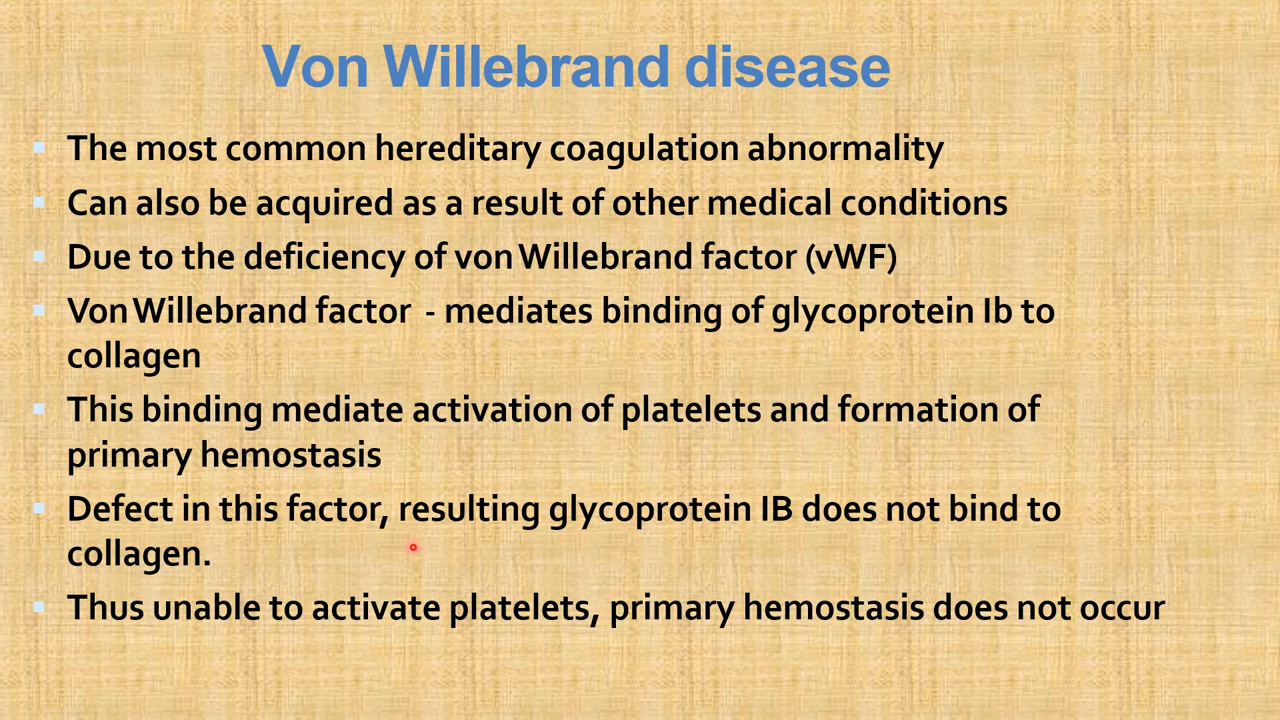 Von Willebrand disease
The most common hereditary coagulation abnormality
Can also be acquired as a result of other medical conditions
Due to the deficiency of von Willebrand factor (vWF)
Von Willebrand factor - mediates binding of glycoprotein Ib to
collagen
This binding mediate activation of platelets and formation of
primary hemostasis
Defect in this factor, resulting glycoprotein IB does not bind to
collagen.
Thus unable to activate platelets, primary hemostasis does not occur